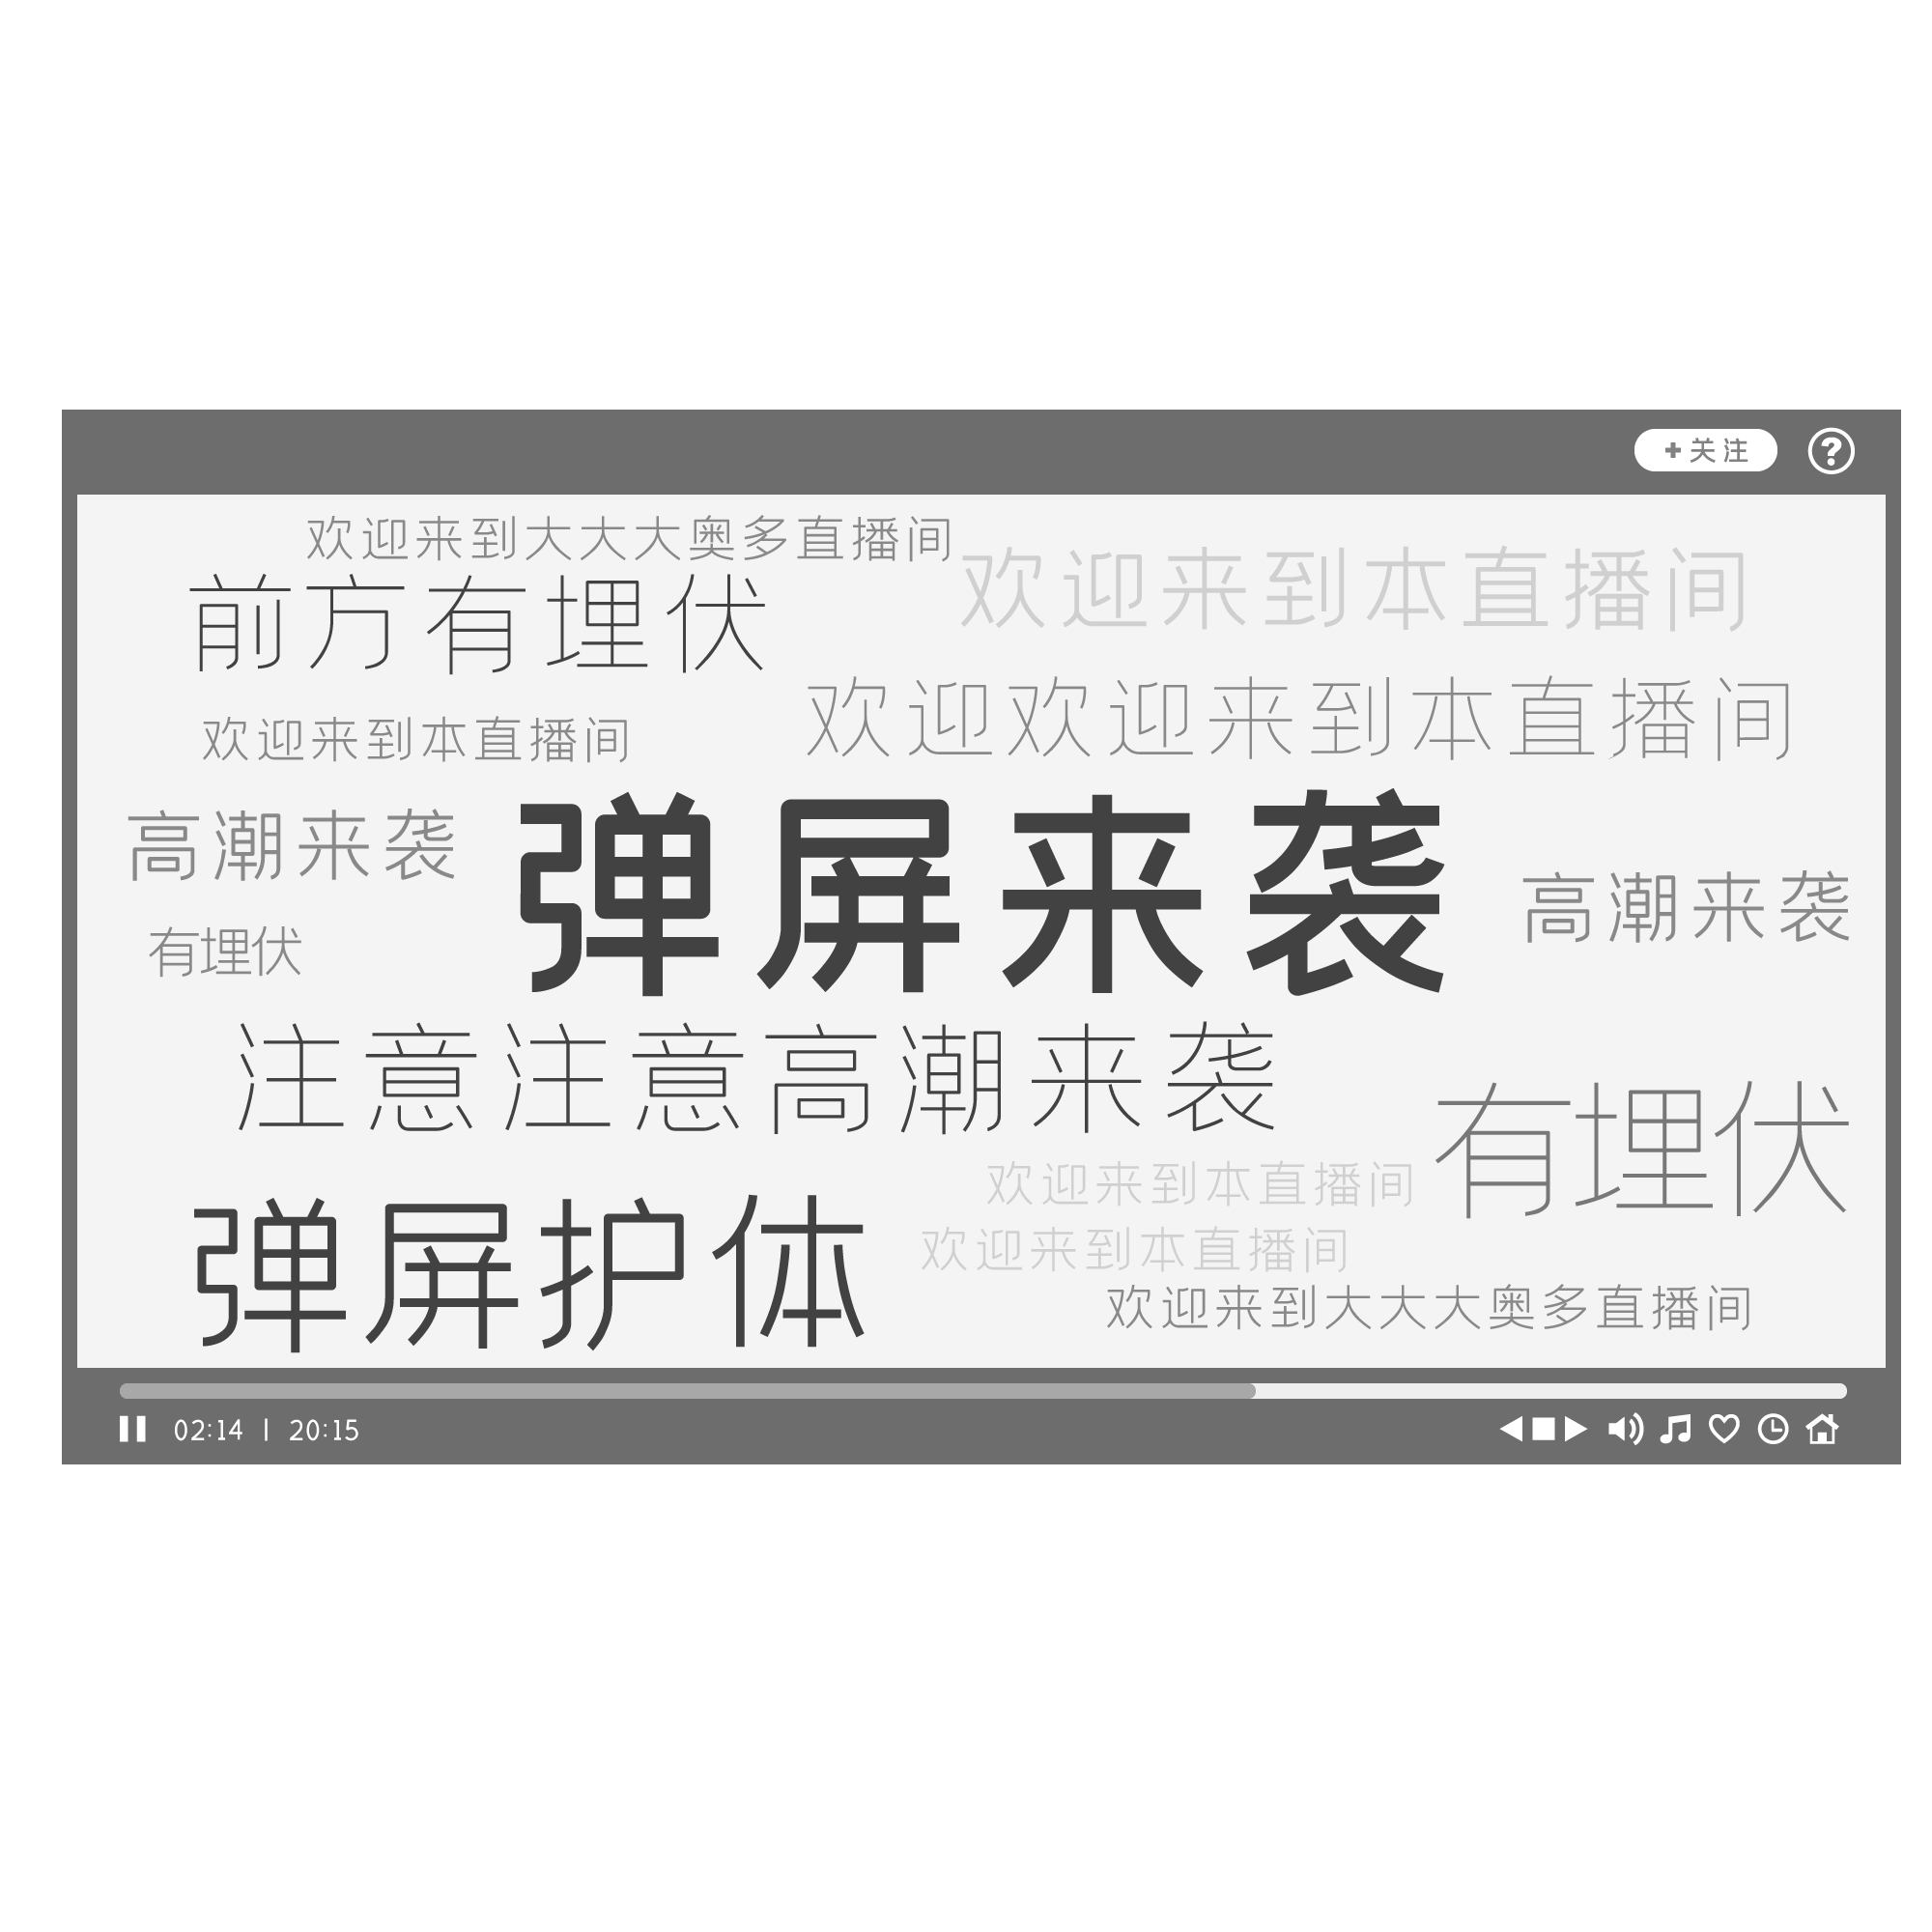 + 关注
?
欢迎来到大大大奥多直播间
欢迎来到本直播间
前方有埋伏
欢迎欢迎来到本直播间
欢迎来到本直播间
高潮来袭
弹屏来袭
高潮来袭
有埋伏
注意注意高潮来袭
有埋伏
欢迎来到本直播间
弹屏护体
欢迎来到本直播间
欢迎来到大大大奥多直播间
02:14 | 20:15